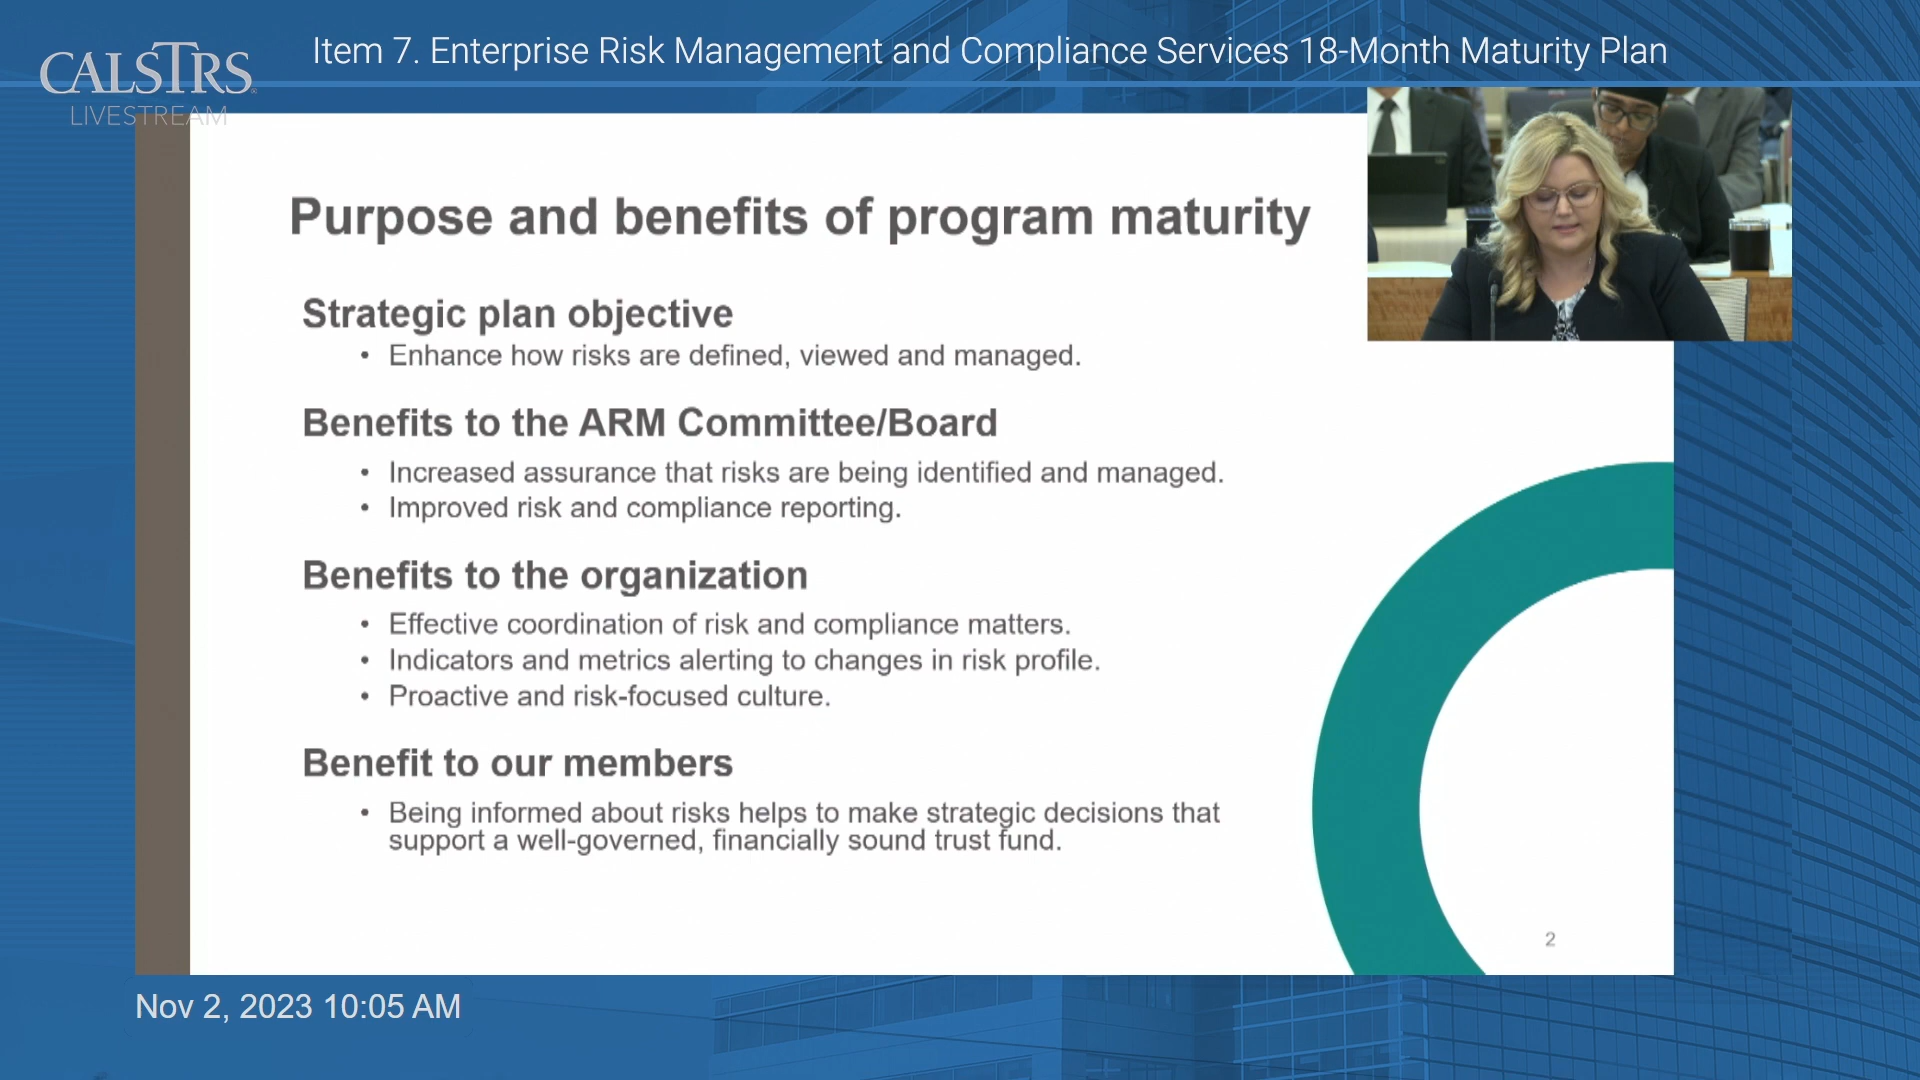 CALSTRS
LIVESTREAM
Item 7. Enterprise Risk Management and Compliance Services 18-Month Maturity Plan
Purpose and benefits of program maturity
Strategic plan objective
• Enhance how risks are defined, viewed and managed.
Benefits to the ARM Committee/Board
• Increased assurance that risks are being identified and managed.
• Improved risk and compliance reporting.
Benefits to the organization
• Effective coordination of risk and compliance matters.
• Indicators and metrics alerting to changes in risk profile.
• Proactive and risk-focused culture.
Benefit to our members
• Being informed about risks helps to make strategic decisions that
support a well-governed, financially sound trust fund.
2
Nov 2, 2023 10:05 AM